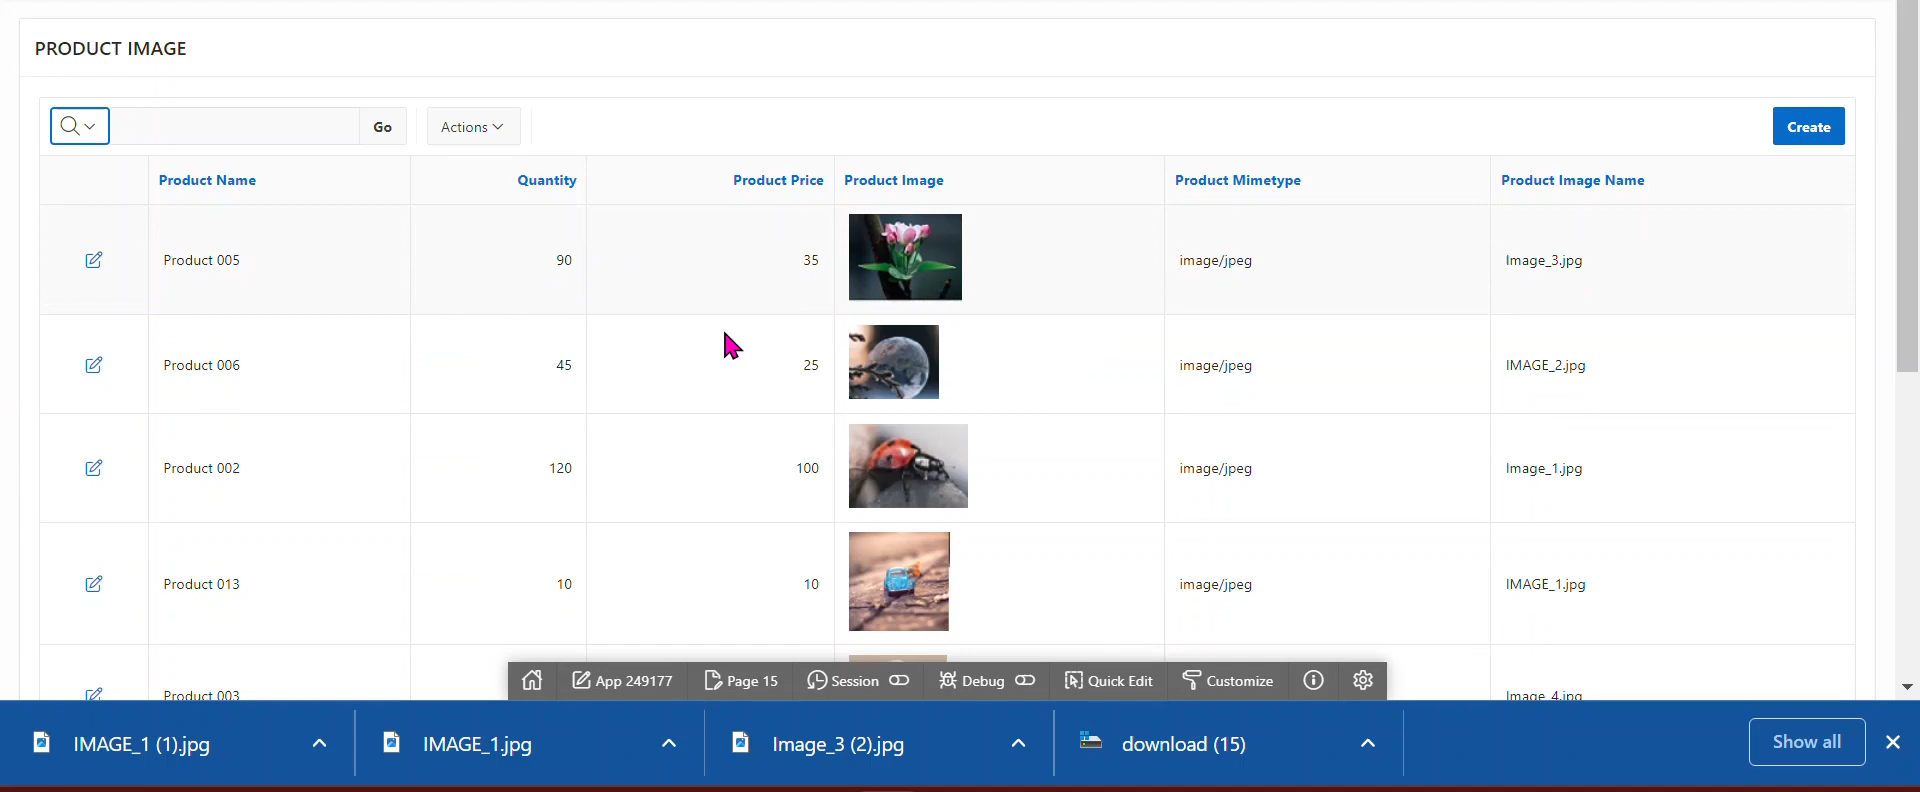 PRODUCT IMAGE
Go
Actions
Create
Product Name Quantity Product Price Product Image Product Mimetype Product Image Name
Product 005 90 35 image/jpeg Image_3.jpg
Product 006 45 25 image/jpeg IMAGE_2.jpg
Product 002 120 100 image/jpeg Image_1.jpg
Product 013 10 10 image/jpeg IMAGE_1.jpg
Product 003 Image_4.jpg
App 249177 Page 15 Session Debug Quick Edit Customize
IMAGE_1 (1).jpg IMAGE_1.jpg Image_3 (2).jpg download (15) Show all